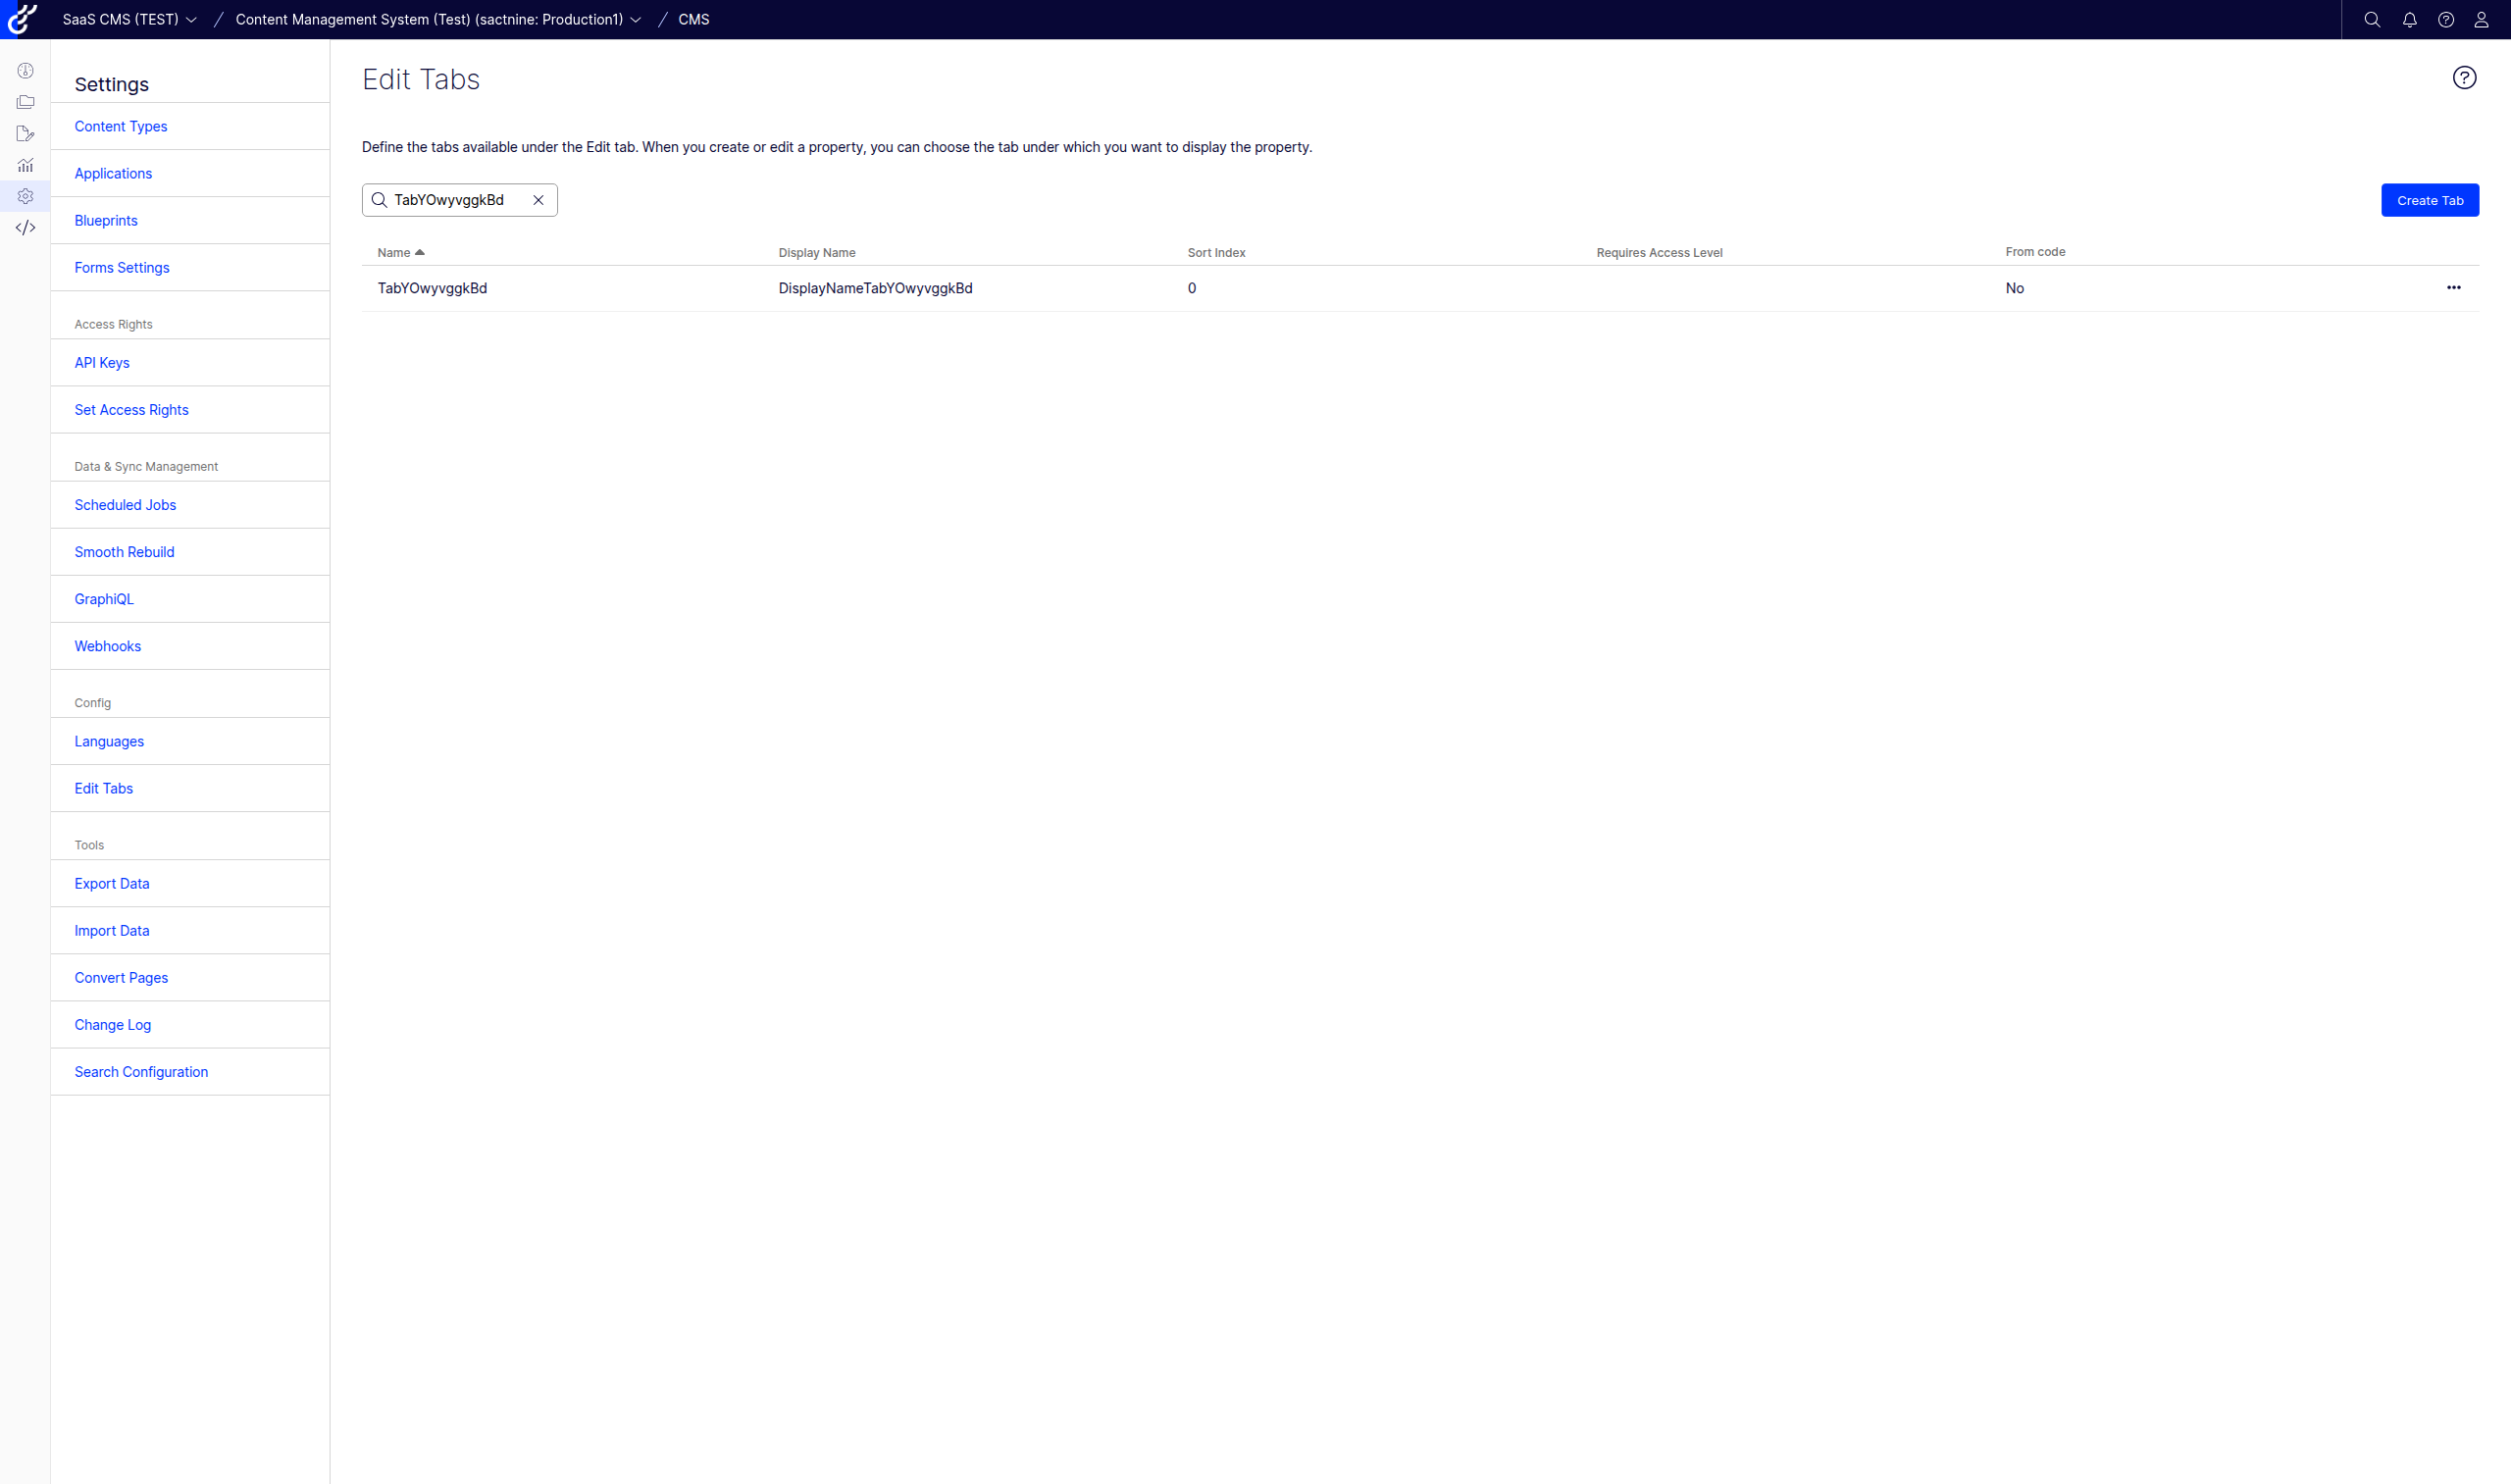 SaaS CMS (TEST) / Content Management System (Test) (sactnine: Production1) / CMS
Settings
Content Types
Applications
Blueprints
Forms Settings
Access Rights
API Keys
Set Access Rights
Data & Sync Management
Scheduled Jobs
Smooth Rebuild
GraphiQL
Webhooks
Config
Languages
Edit Tabs
Tools
Export Data
Import Data
Convert Pages
Change Log
Search Configuration
Edit Tabs
Define the tabs available under the Edit tab. When you create or edit a property, you can choose the tab under which you want to display the property.
TabYOwyvggkBd
Create Tab
Name Display Name Sort Index Requires Access Level From code
TabYOwyvggkBd DisplayNameTabYOwyvggkBd 0 No